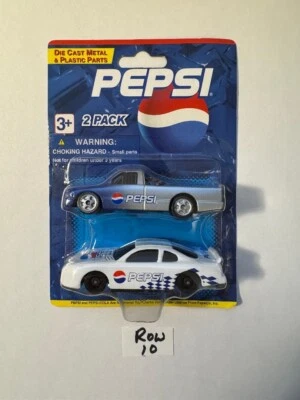 DIE CAST METAL
& PLASTIC PARTS
PEPSI
3+
2 PACK
WARNING:
CHOKING HAZARD - Small parts
Not for children under 3 years
PEPSI
PEPSI
Row
10